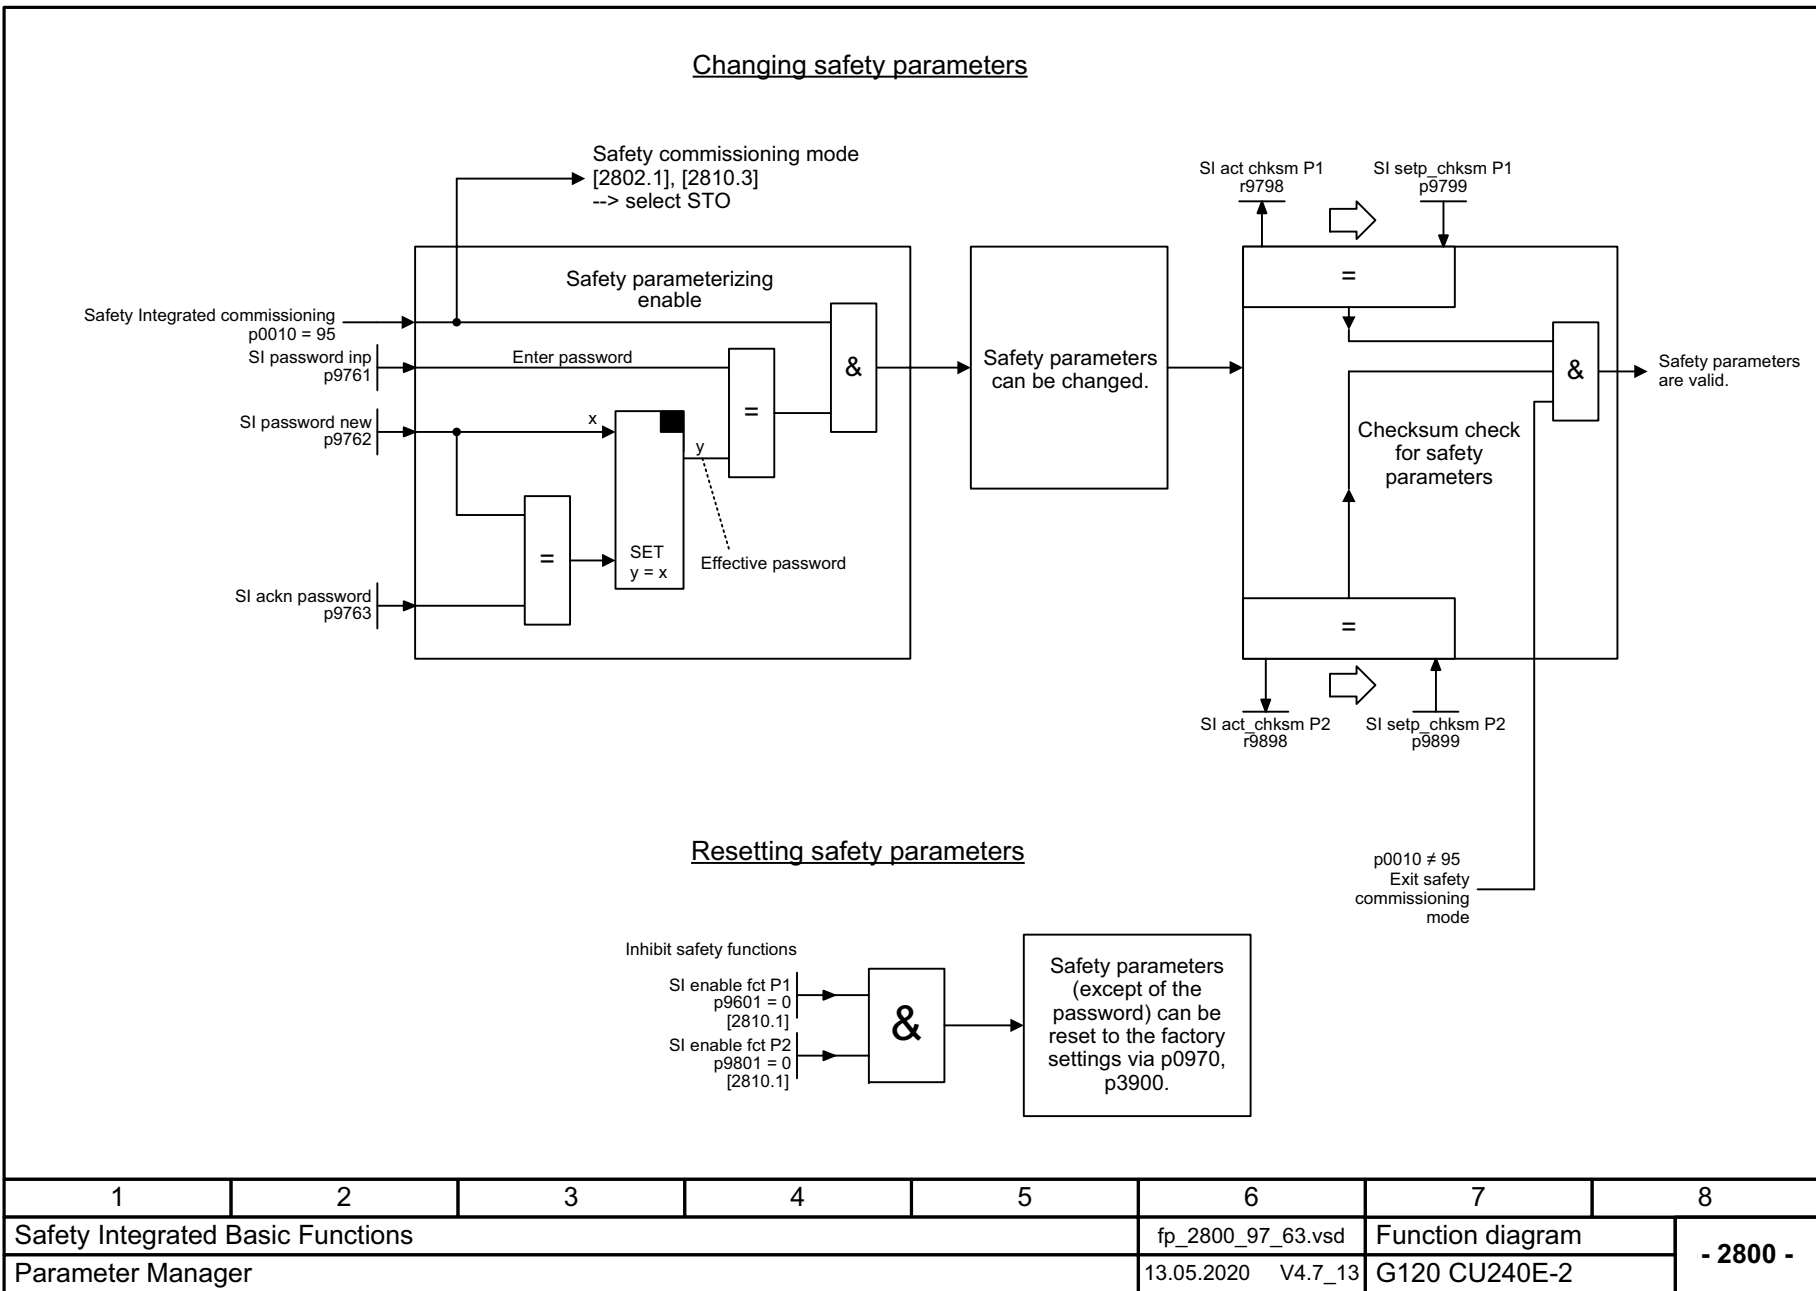 Changing safety parameters
Safety commissioning mode
[2802.1], [2810.3]
--> select STO
SI act chksm P1
r9798
SI setp_chksm P1
p9799
Safety parameterizing
enable
=
Safety Integrated commissioning
p0010 = 95
SI password inp
p9761
Enter password
&
Safety parameters
can be changed.
&
Safety parameters
are valid.
SI password new
p9762
x
=
y
Checksum check
for safety
parameters
=
SET
y = x
Effective password
SI ackn password
p9763
=
SI act_chksm P2
r9898
SI setp_chksm P2
p9899
Resetting safety parameters
p0010 ≠ 95
Exit safety
commissioning
mode
Inhibit safety functions
SI enable fct P1
p9601 = 0
[2810.1]
SI enable fct P2
p9801 = 0
[2810.1]
&
Safety parameters
(except of the
password) can be
reset to the factory
settings via p0970,
p3900.
1 2 3 4 5 6 7 8
Safety Integrated Basic Functions
fp_2800_97_63.vsd
Function diagram
- 2800 -
Parameter Manager
13.05.2020 V4.7_13
G120 CU240E-2